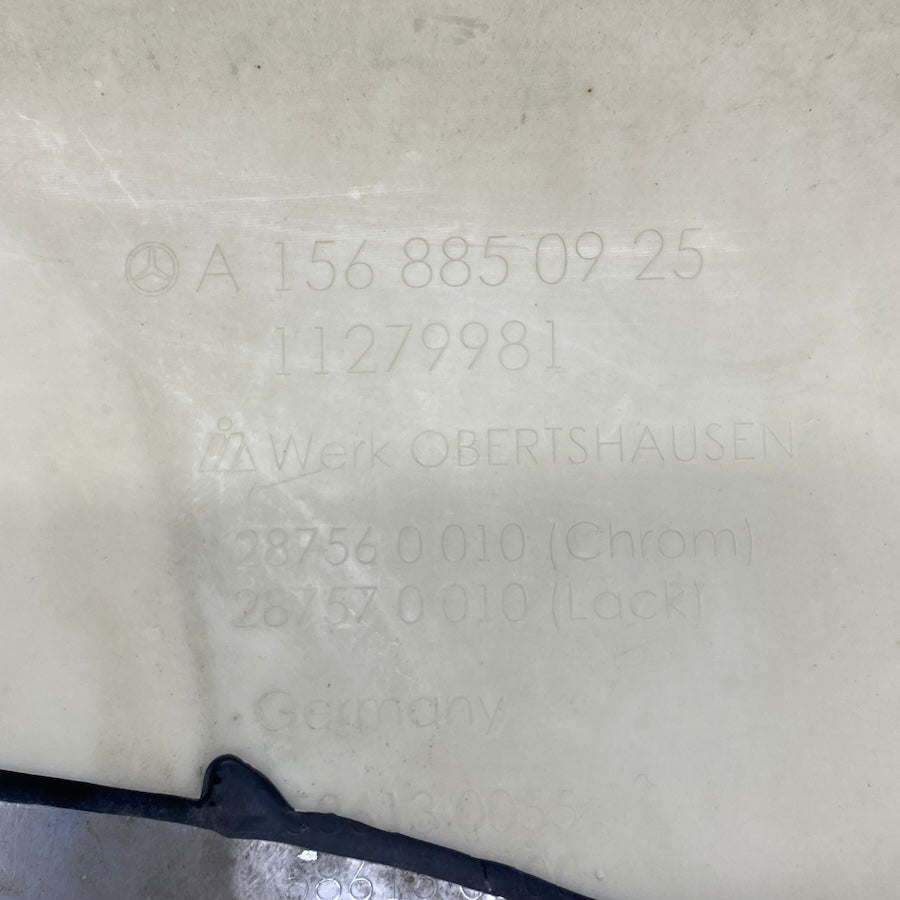 A 156 885 09 25
11279981
Werk OBERTSHAUSEN
28756 0 010 (Chrom)
28757 0 010 (Lack)
Germany